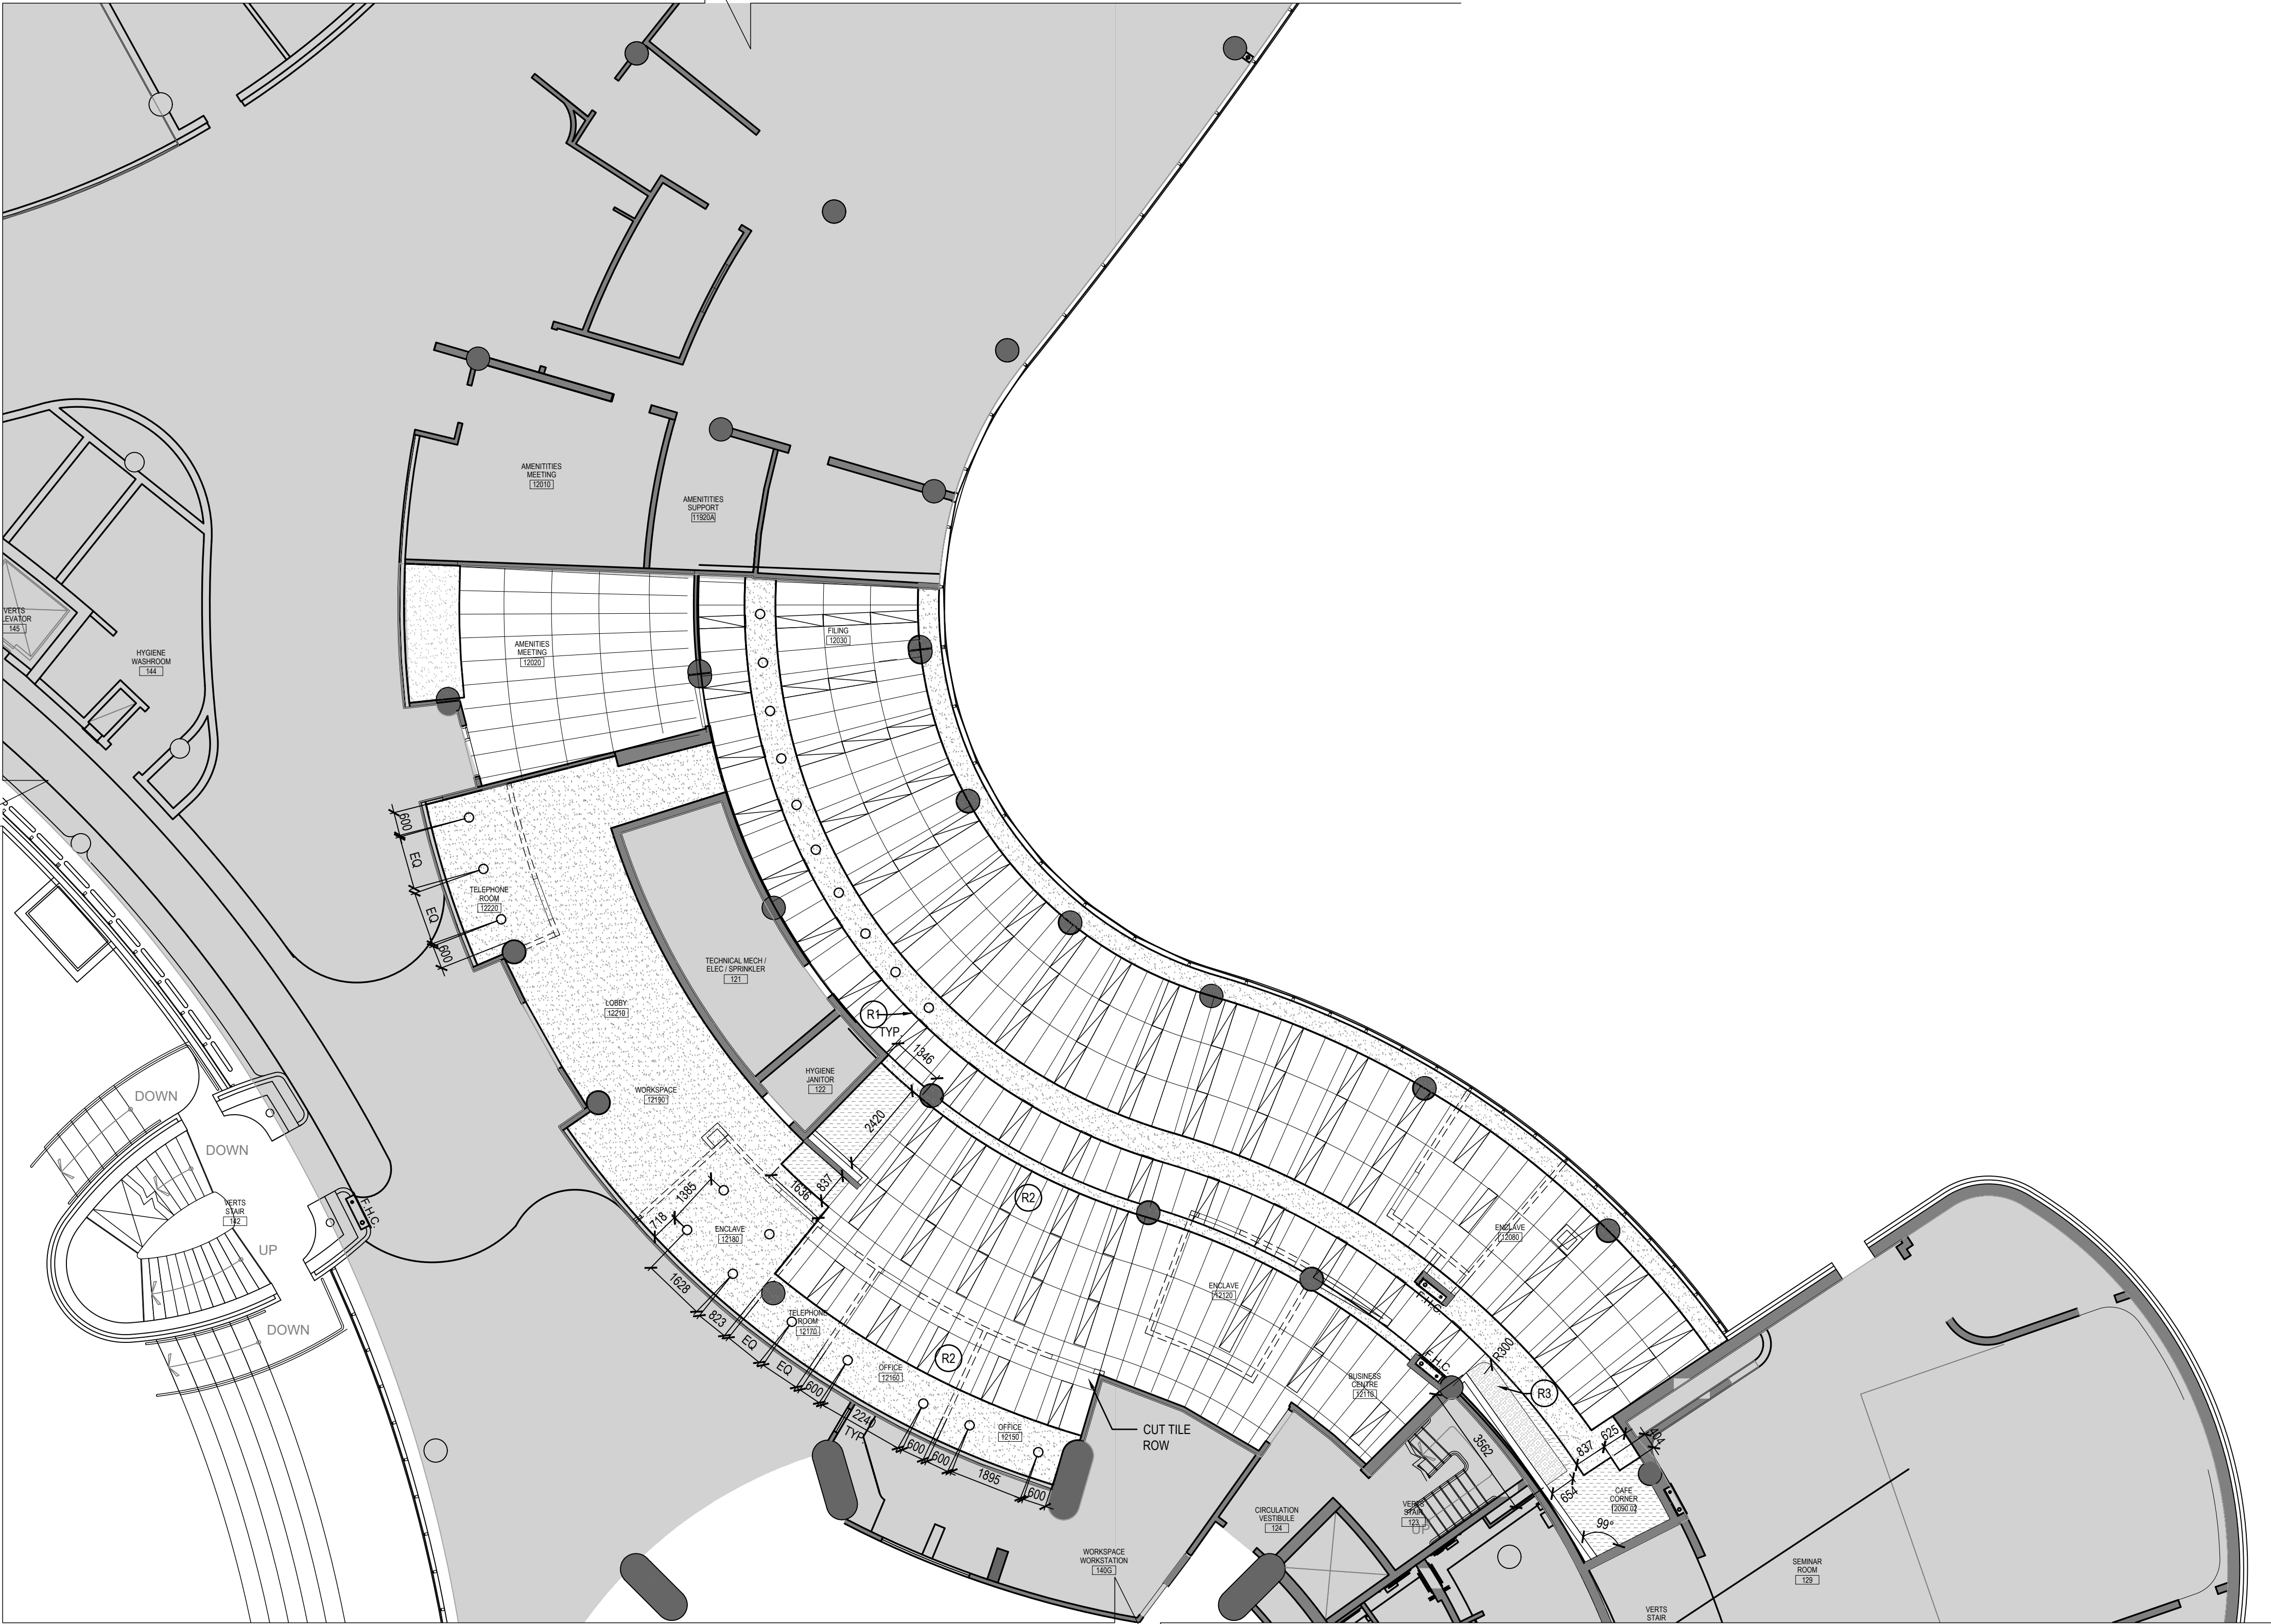 AMENITITIES
MEETING
12010
AMENITITIES
SUPPORT
11920A
VERTS
LEVATOR
145
HYGIENE
WASHROOM
144
AMENITIES
MEETING
12020
FILING
12030
600
EQ
EQ
600
TELEPHONE
ROOM
12220
TECHNICAL MECH /
ELEC / SPRINKLER
121
LOBBY
12210
R1
TYP.
1346
HYGIENE
JANITOR
122
WORKSPACE
12190
2420
DOWN
DOWN
VERTS
STAIR
142
UP
DOWN
F.H.C.
1636
837
1385
718
ENCLAVE
12180
R2
ENCLAVE
12080
1628
823
EQ
EQ
600
TELEPHONE
ROOM
12170
ENCLAVE
12120
F.H.C.
OFFICE
12160
R2
F.H.C.
R300
BUSINESS
CENTRE
12110
R3
2240
TYP.
600
600
1895
600
OFFICE
12150
CUT TILE
ROW
3562
837
625
654
CAFE
CORNER
12090.02
99°
CIRCULATION
VESTIBULE
124
VERTS
STAIR
123
UP
WORKSPACE
WORKSTATION
140G
SEMINAR
ROOM
129
VERTS
STAIR